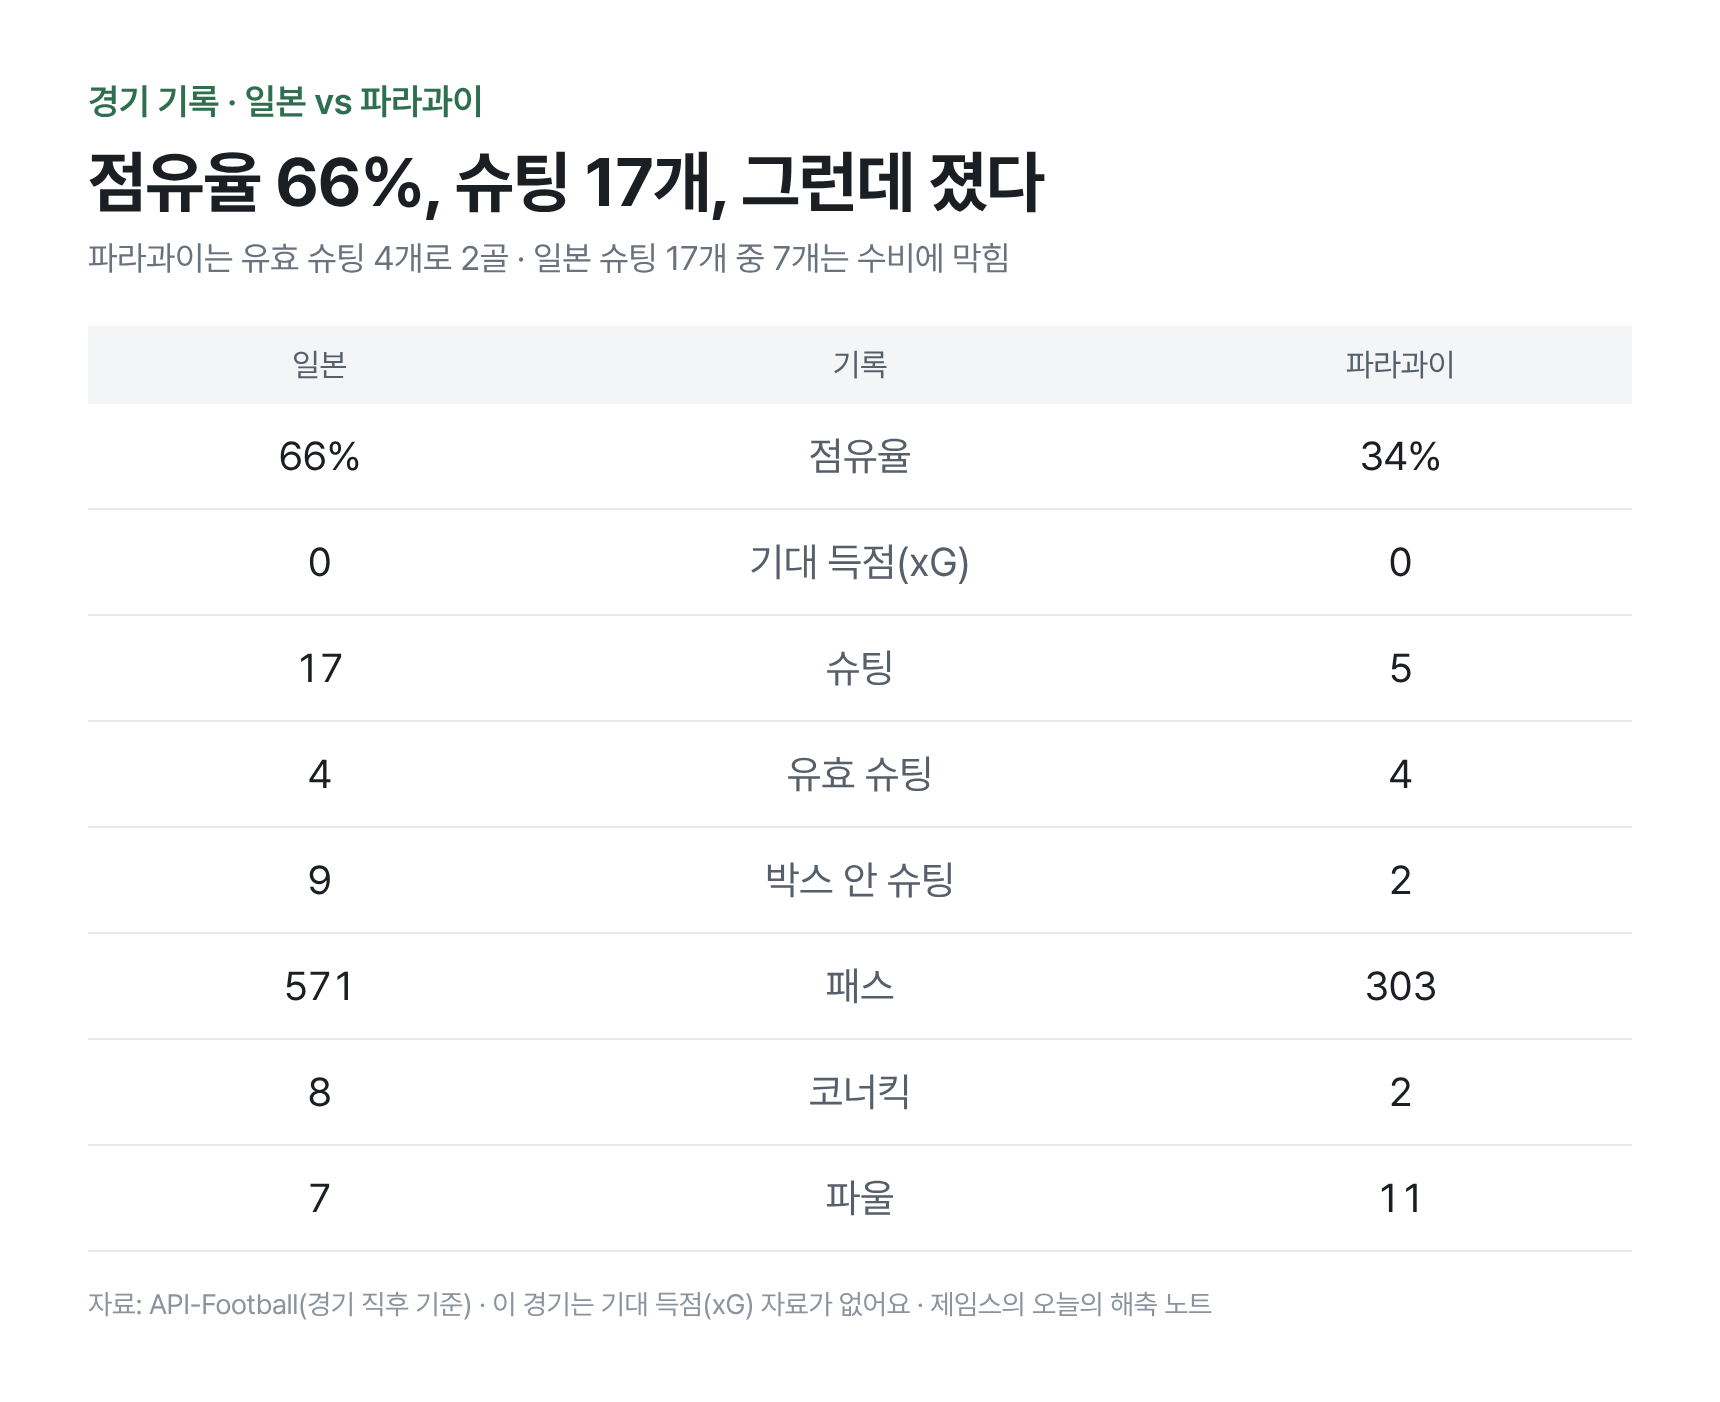 경기 기록 · 일본 vs 파라과이
점유율 66%, 슈팅 17개, 그런데 졌다
파라과이는 유효 슈팅 4개로 2골 · 일본 슈팅 17개 중 7개는 수비에 막힘
일본 기록 파라과이
66% 점유율 34%
0 기대 득점(xG) 0
17 슈팅 5
4 유효 슈팅 4
9 박스 안 슈팅 2
571 패스 303
8 코너킥 2
7 파울 11
자료: API-Football(경기 직후 기준) · 이 경기는 기대 득점(xG) 자료가 없어요 · 제임스의 오늘의 해축 노트